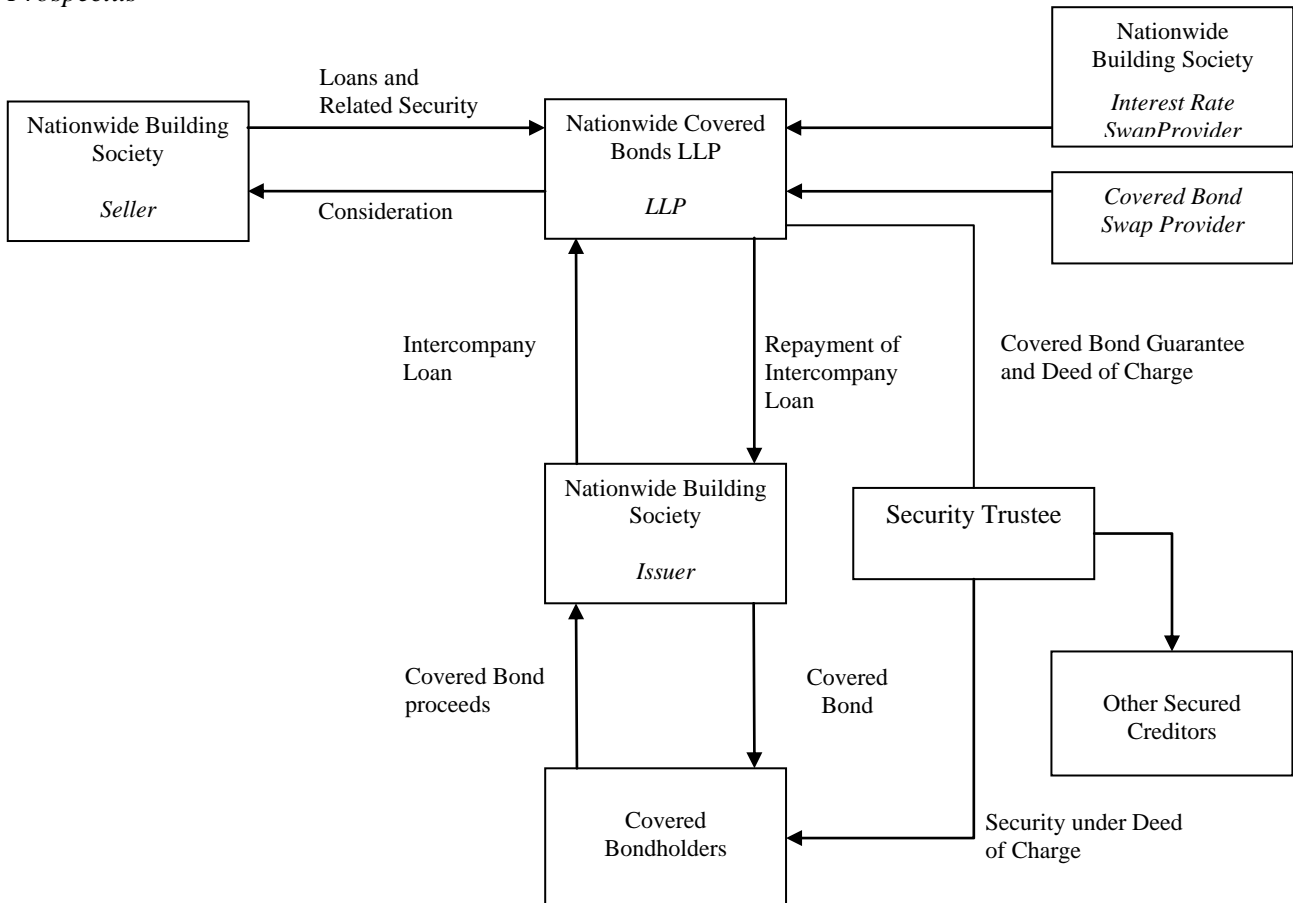 Prospectus
Nationwide
Building Society
Interest Rate
SwapProvider
Loans and
Related Security
Nationwide Building
Society
Seller
Nationwide Covered
Bonds LLP
LLP
Consideration
Covered Bond
Swap Provider
Intercompany
Loan
Repayment of
Intercompany
Loan
Covered Bond Guarantee
and Deed of Charge
Nationwide Building
Society
Issuer
Security Trustee
Covered Bond
proceeds
Covered
Bond
Other Secured
Creditors
Covered
Bondholders
Security under Deed
of Charge